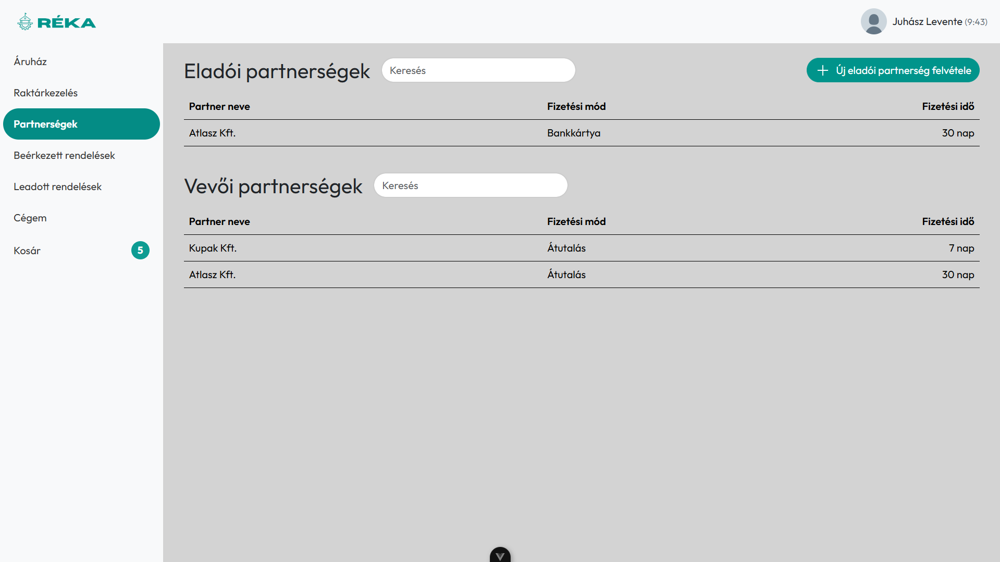 RÉKA
Juhász Levente (9:43)
Áruház
Raktárkezelés
Partnerségek
Beérkezett rendelések
Leadott rendelések
Cégem
Kosár 5
Eladói partnerségek Keresés Új eladói partnerség felvétele
Partner neve Fizetési mód Fizetési idő
Atlasz Kft. Bankkártya 30 nap
Vevői partnerségek Keresés
Partner neve Fizetési mód Fizetési idő
Kupak Kft. Átutalás 7 nap
Atlasz Kft. Átutalás 30 nap